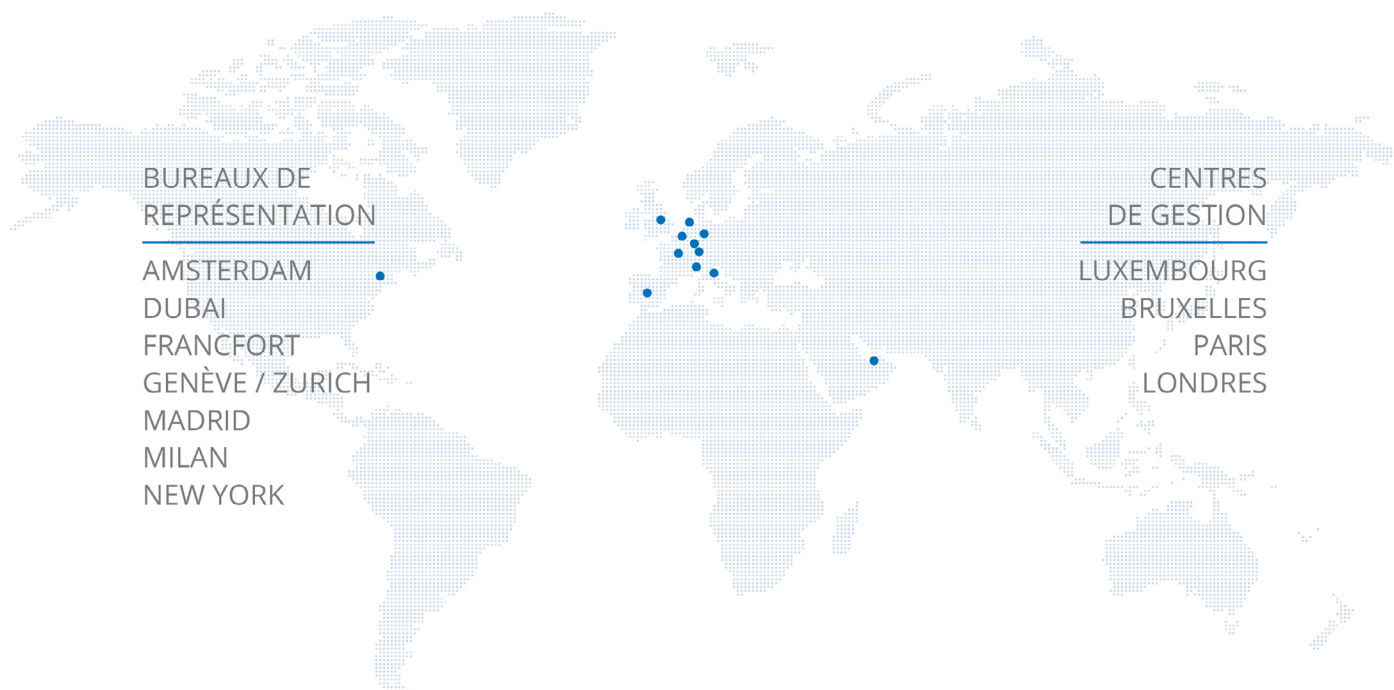 BUREAUX DE
REPRÉSENTATION
AMSTERDAM
DUBAI
FRANCFORT
GENÈVE / ZURICH
MADRID
MILAN
NEW YORK
CENTRES
DE GESTION
LUXEMBOURG
BRUXELLES
PARIS
LONDRES